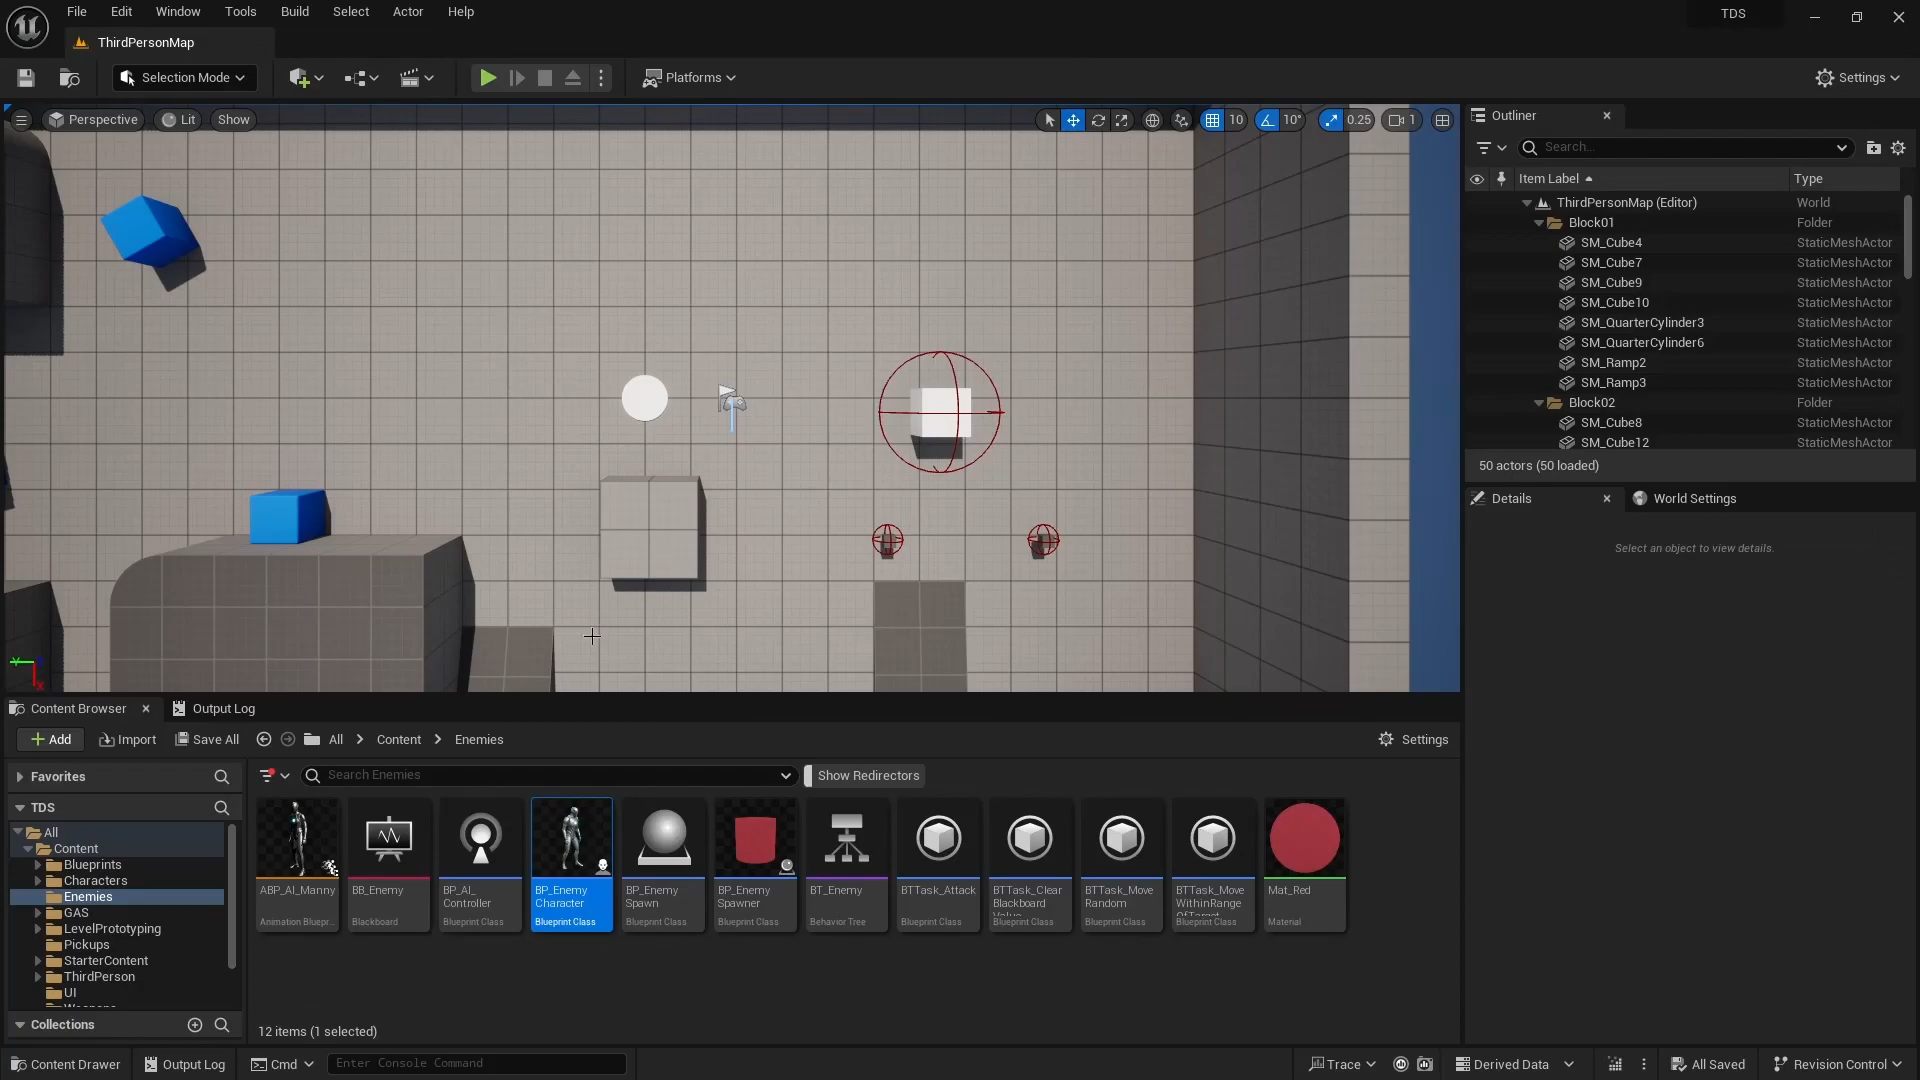 File Edit Window Tools Build Select Actor Help
TDS
ThirdPersonMap
Selection Mode
Platforms
Settings
Perspective
Lit
Show
10
10°
0.25
1
Outliner
Search...
Item Label
Type
ThirdPersonMap (Editor) World
Block01 Folder
SM_Cube4 StaticMeshActor
SM_Cube7 StaticMeshActor
SM_Cube9 StaticMeshActor
SM_Cube10 StaticMeshActor
SM_QuarterCylinder3 StaticMeshActor
SM_QuarterCylinder6 StaticMeshActor
SM_Ramp2 StaticMeshActor
SM_Ramp3 StaticMeshActor
Block02 Folder
SM_Cube8 StaticMeshActor
SM_Cube12 StaticMeshActor
50 actors (50 loaded)
Details
World Settings
Select an object to view details.
Content Browser
Output Log
Add
Import
Save All
All
Content
Enemies
Settings
Favorites
TDS
All
Content
Blueprints
Characters
Enemies
GAS
LevelPrototyping
Pickups
StarterContent
ThirdPerson
UI
Collections
Search Enemies
Show Redirectors
ABP_AI_Manny
Animation Bluepr...
BB_Enemy
Blackboard
BP_AI_
Controller
Blueprint Class
BP_Enemy
Character
Blueprint Class
BP_Enemy
Spawn
Blueprint Class
BP_Enemy
Spawner
Blueprint Class
BT_Enemy
Behavior Tree
BTTask_Attack
Blueprint Class
BTTask_Clear
Blackboard
Value
Blueprint Class
BTTask_Move
Random
Blueprint Class
BTTask_Move
WithinRange
OfTarget
Blueprint Class
Mat_Red
Material
12 items (1 selected)
Content Drawer
Output Log
Cmd
Enter Console Command
Trace
Derived Data
All Saved
Revision Control